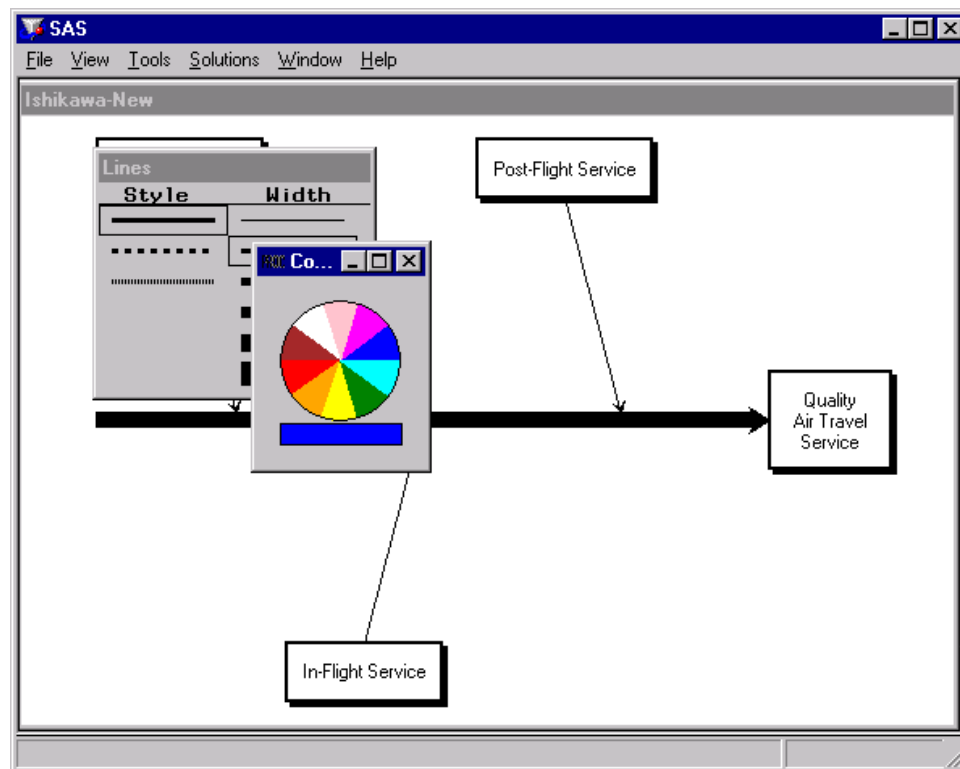 SAS
File View Tools Solutions Window Help
Ishikawa-New
Lines
Style Width
Co...
Post-Flight Service
Quality
Air Travel
Service
In-Flight Service